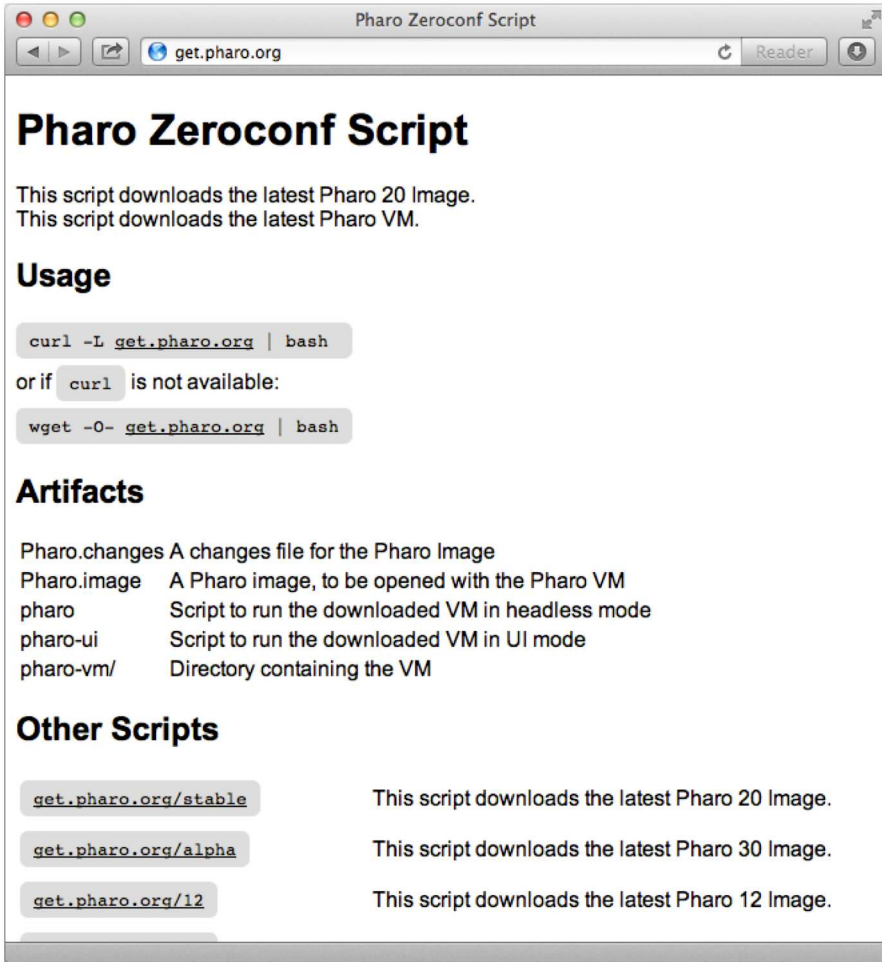 Pharo Zeroconf Script
get.pharo.org
Reader
Pharo Zeroconf Script
This script downloads the latest Pharo 20 Image.
This script downloads the latest Pharo VM.
Usage
curl -L get.pharo.org | bash
or if curl is not available:
wget -O- get.pharo.org | bash
Artifacts
Pharo.changes A changes file for the Pharo Image
Pharo.image A Pharo image, to be opened with the Pharo VM
pharo Script to run the downloaded VM in headless mode
pharo-ui Script to run the downloaded VM in UI mode
pharo-vm/ Directory containing the VM
Other Scripts
get.pharo.org/stable This script downloads the latest Pharo 20 Image.
get.pharo.org/alpha This script downloads the latest Pharo 30 Image.
get.pharo.org/12 This script downloads the latest Pharo 12 Image.